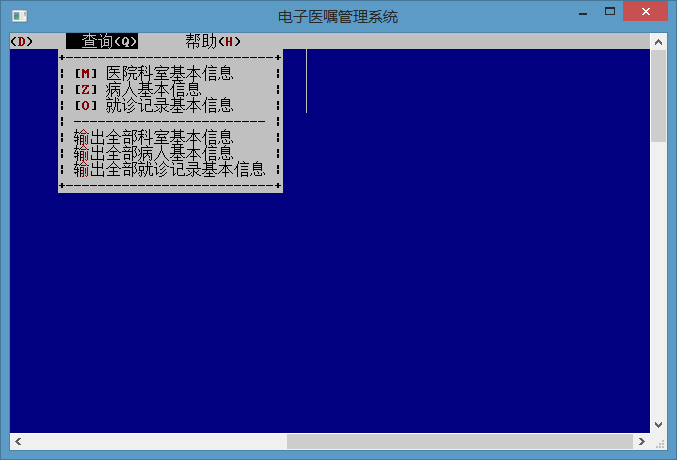 电子医嘱管理系统
(D) 查询(Q) 帮助(H)
[M] 医院科室基本信息
[Z] 病人基本信息
[O] 就诊记录基本信息
输出全部科室基本信息
输出全部病人基本信息
输出全部就诊记录基本信息